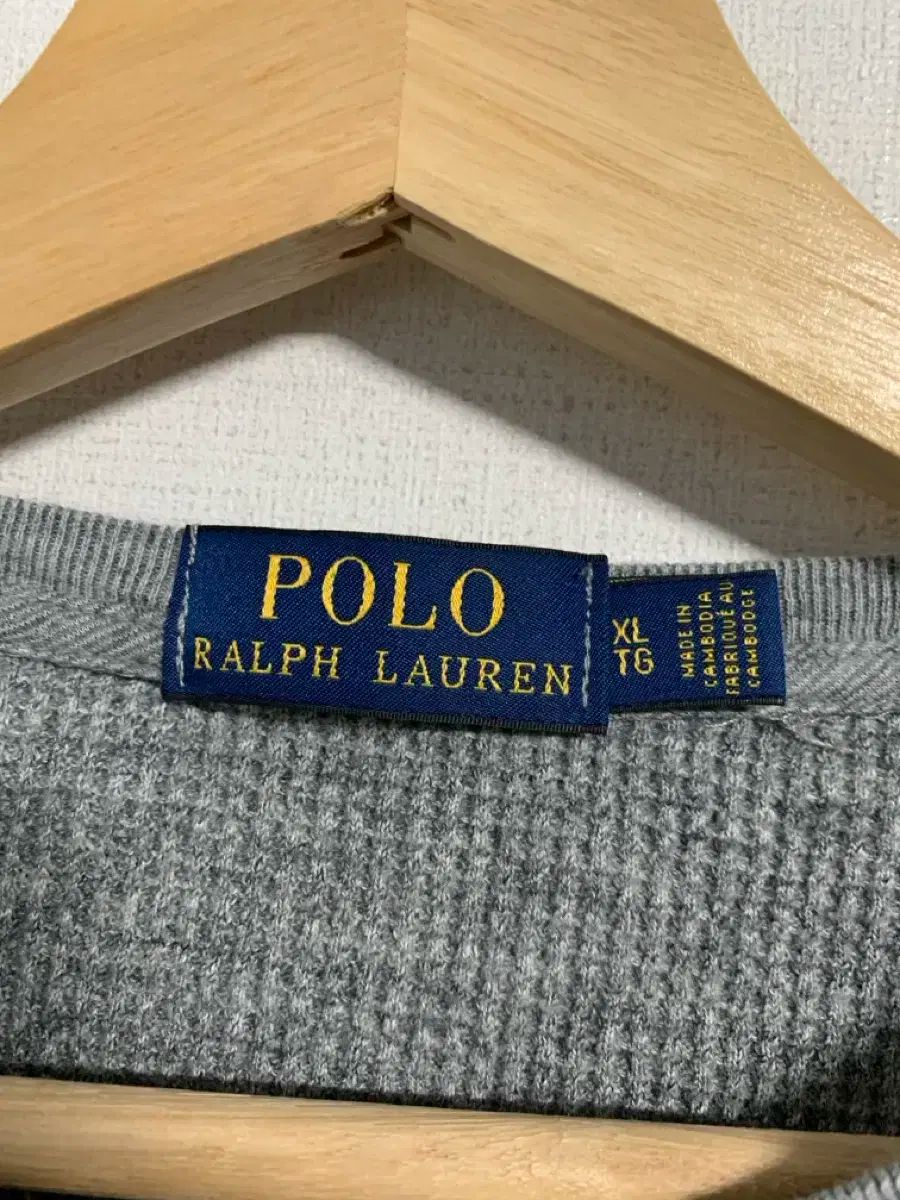 POLO
RALPH LAUREN
XL
TG
MADE IN
CAMBODIA
FABRIQUÉ AU
CAMBODGE